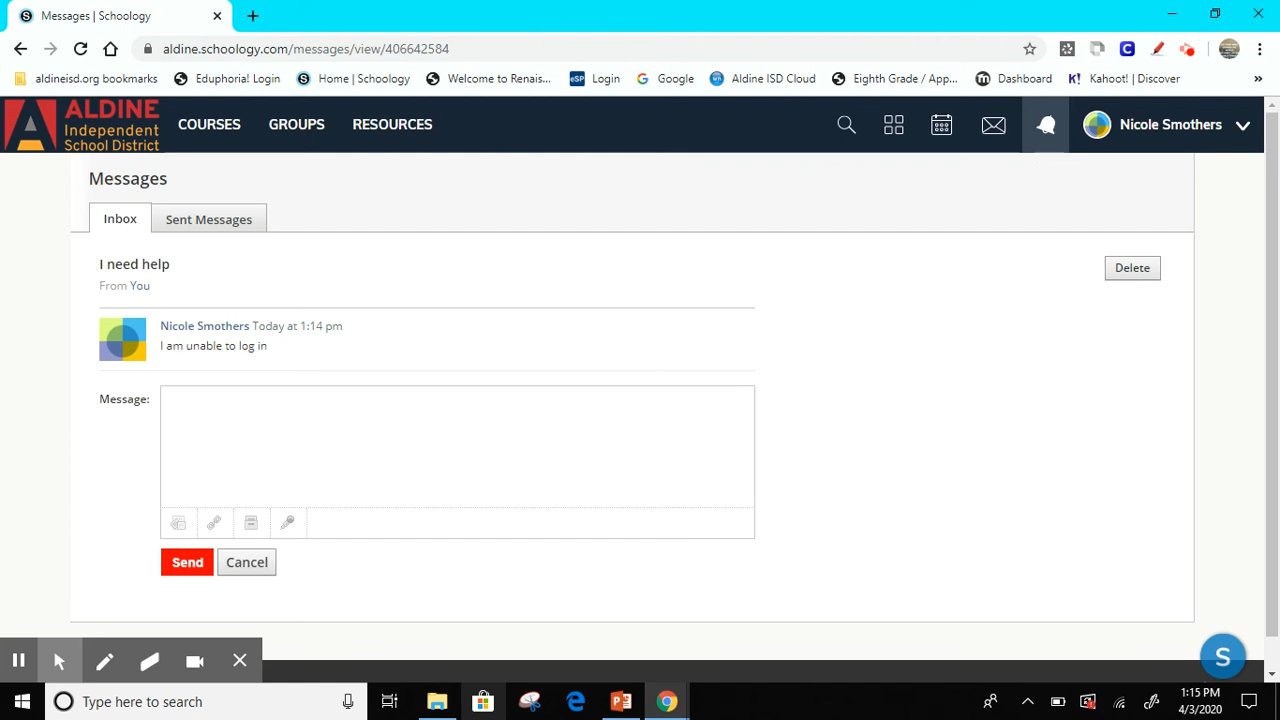 Messages | Schoology
aldine.schoology.com/messages/view/406642584
aldineisd.org bookmarks
Eduphoria! Login
Home | Schoology
Welcome to Renais...
eSP
Login
Google
Aldine ISD Cloud
Eighth Grade / App...
Dashboard
Kahoot! | Discover
»
ALDINE
Independent
School District
COURSES
GROUPS
RESOURCES
Nicole Smothers
Messages
Inbox
Sent Messages
I need help
Delete
From You
Nicole Smothers Today at 1:14 pm
I am unable to log in
Message:
Send
Cancel
S
Type here to search
1:15 PM
4/3/2020